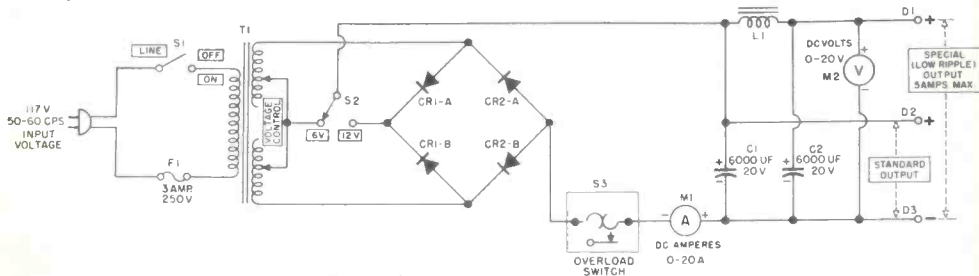 LINE
S1
OFF
ON
T1
117 V
50-60 CPS
INPUT
VOLTAGE
F1
3 AMP.
250 V
VOLTAGE
CONTROL
S2
6V
12V
CR1-A
CR2-A
CR1-B
CR2-B
S3
OVERLOAD
SWITCH
M1
A
DC AMPERES
0-20 A
L1
DC VOLTS
0-20 V
M2
V
C1
6000 UF
20 V
C2
6000 UF
20 V
D1
+
D2
+
D3
−
SPECIAL
(LOW RIPPLE)
OUTPUT
5 AMPS MAX
STANDARD
OUTPUT